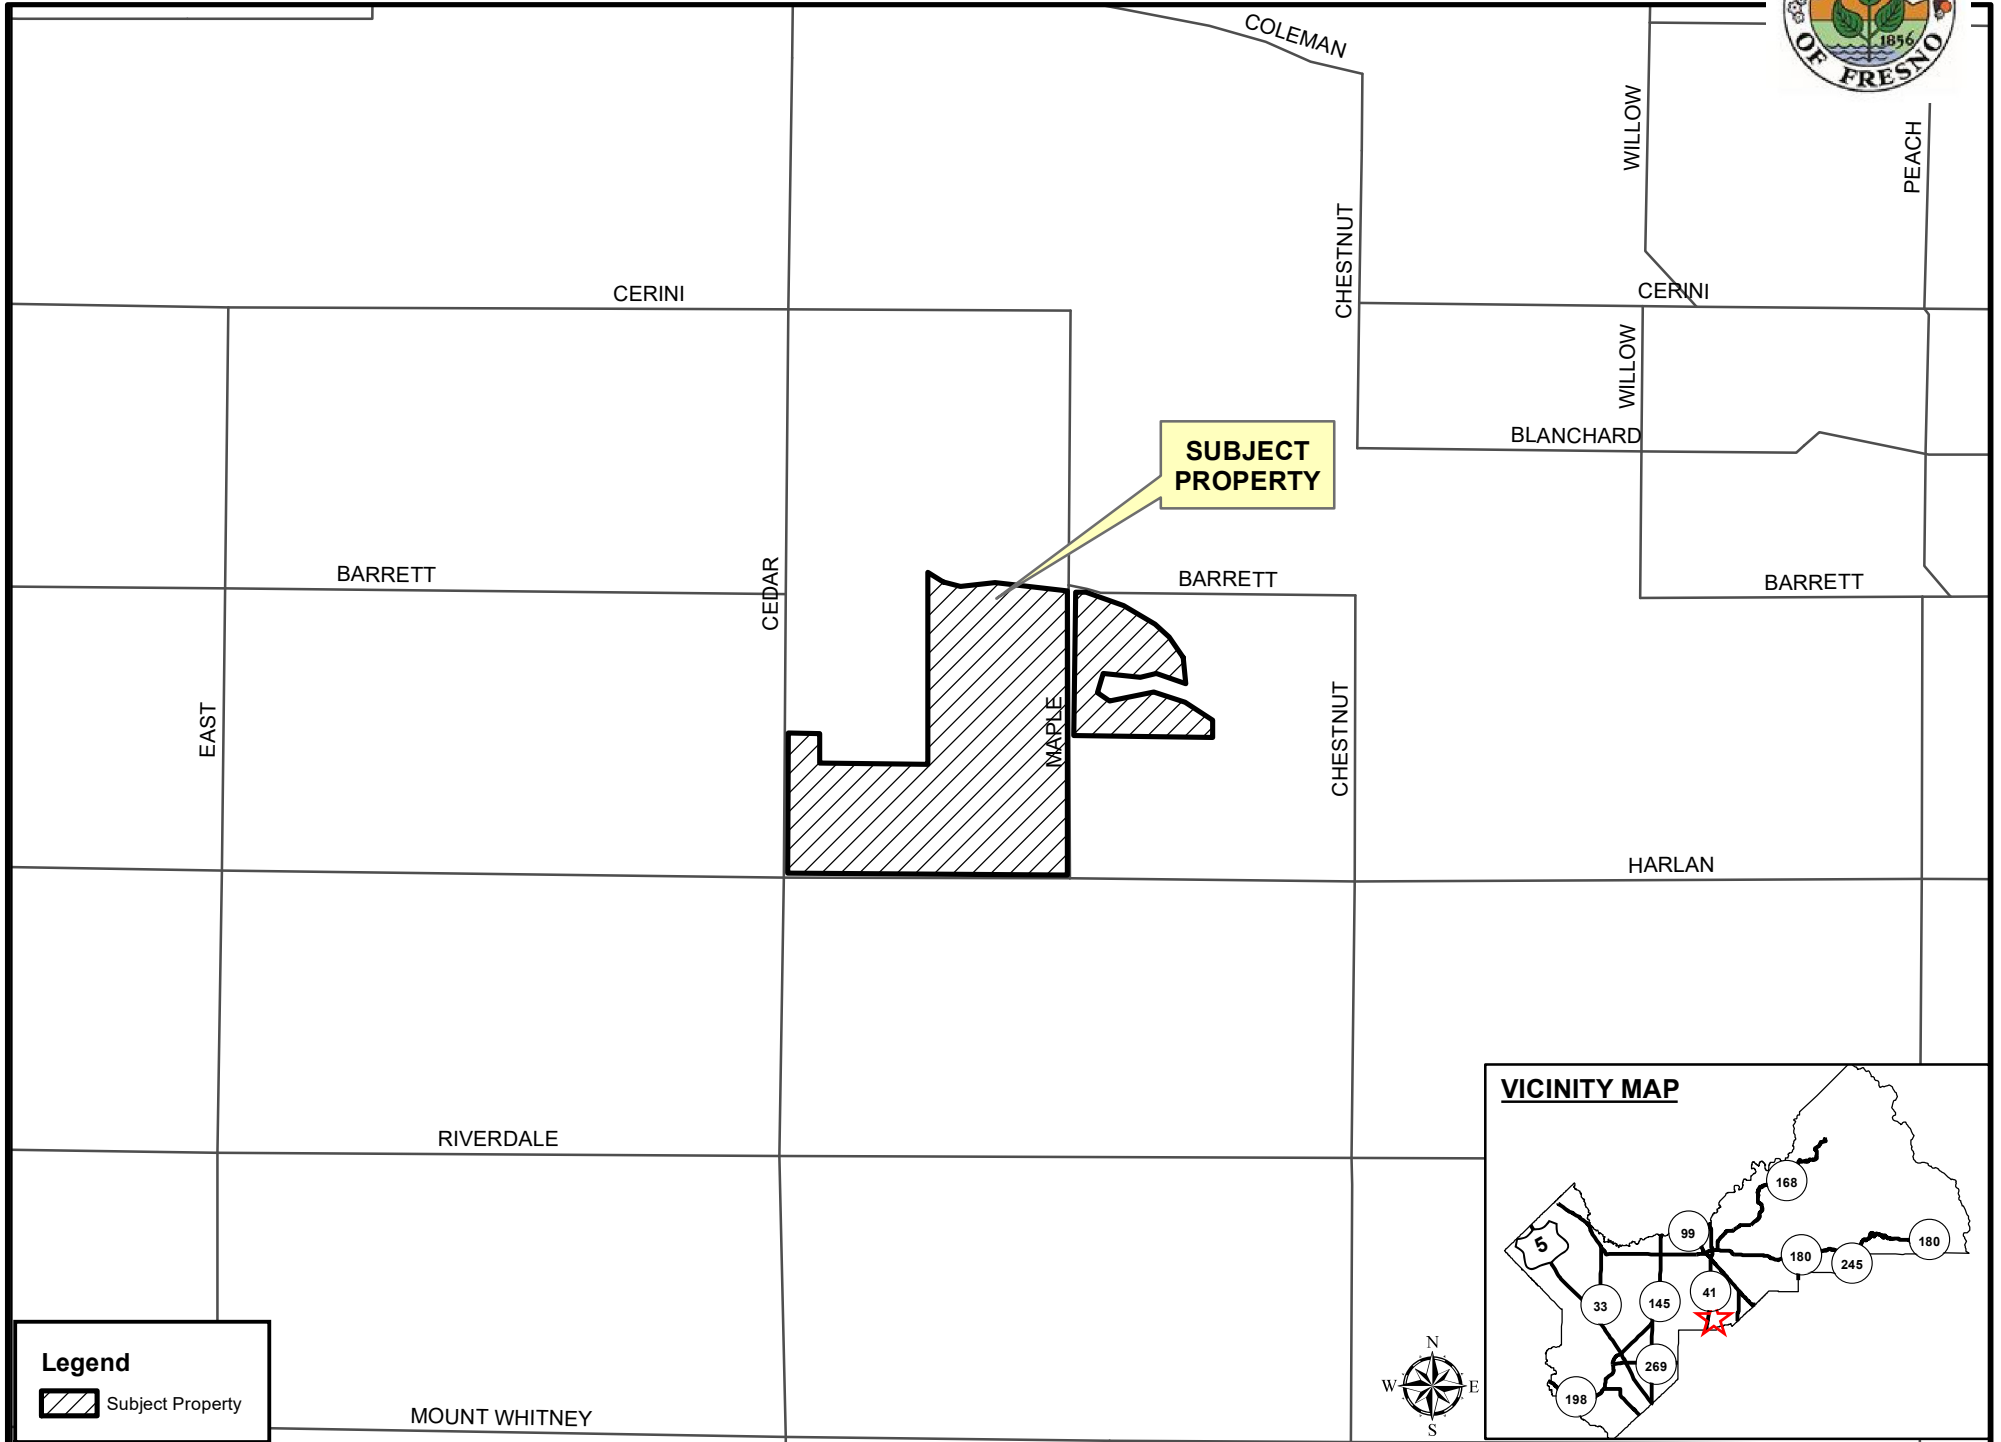 COLEMAN
1856
OF FRESNO
WILLOW
PEACH
CHESTNUT
CERINI
CERINI
WILLOW
BLANCHARD
SUBJECT
PROPERTY
BARRETT
CEDAR
BARRETT
BARRETT
EAST
MAPLE
CHESTNUT
HARLAN
RIVERDALE
VICINITY MAP
168
99
5
180
245
180
33
145
41
269
198
Legend
Subject Property
N
W
E
S
MOUNT WHITNEY